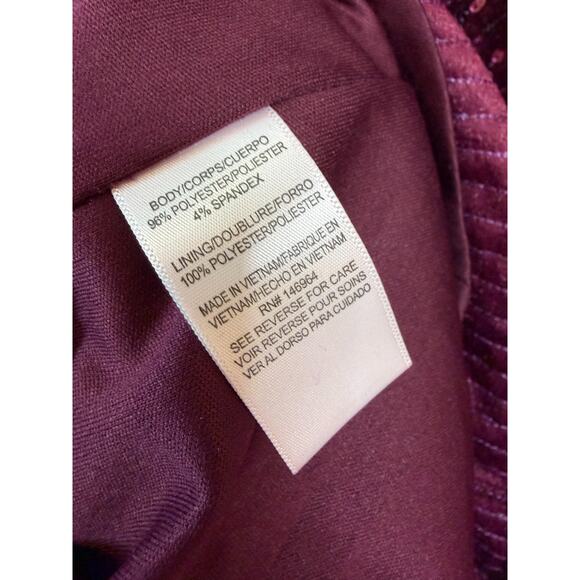 BODY/CORPS/CUERPO
96% POLYESTER/POLIESTER
4% SPANDEX
LINING/DOUBLURE/FORRO
100% POLYESTER/POLIESTER
MADE IN VIETNAM/FABRIQUE EN
VIETNAM/HECHO EN VIETNAM
RN# 146964
SEE REVERSE FOR CARE
VOIR REVERSE POUR SOINS
VER AL DORSO PARA CUIDADO